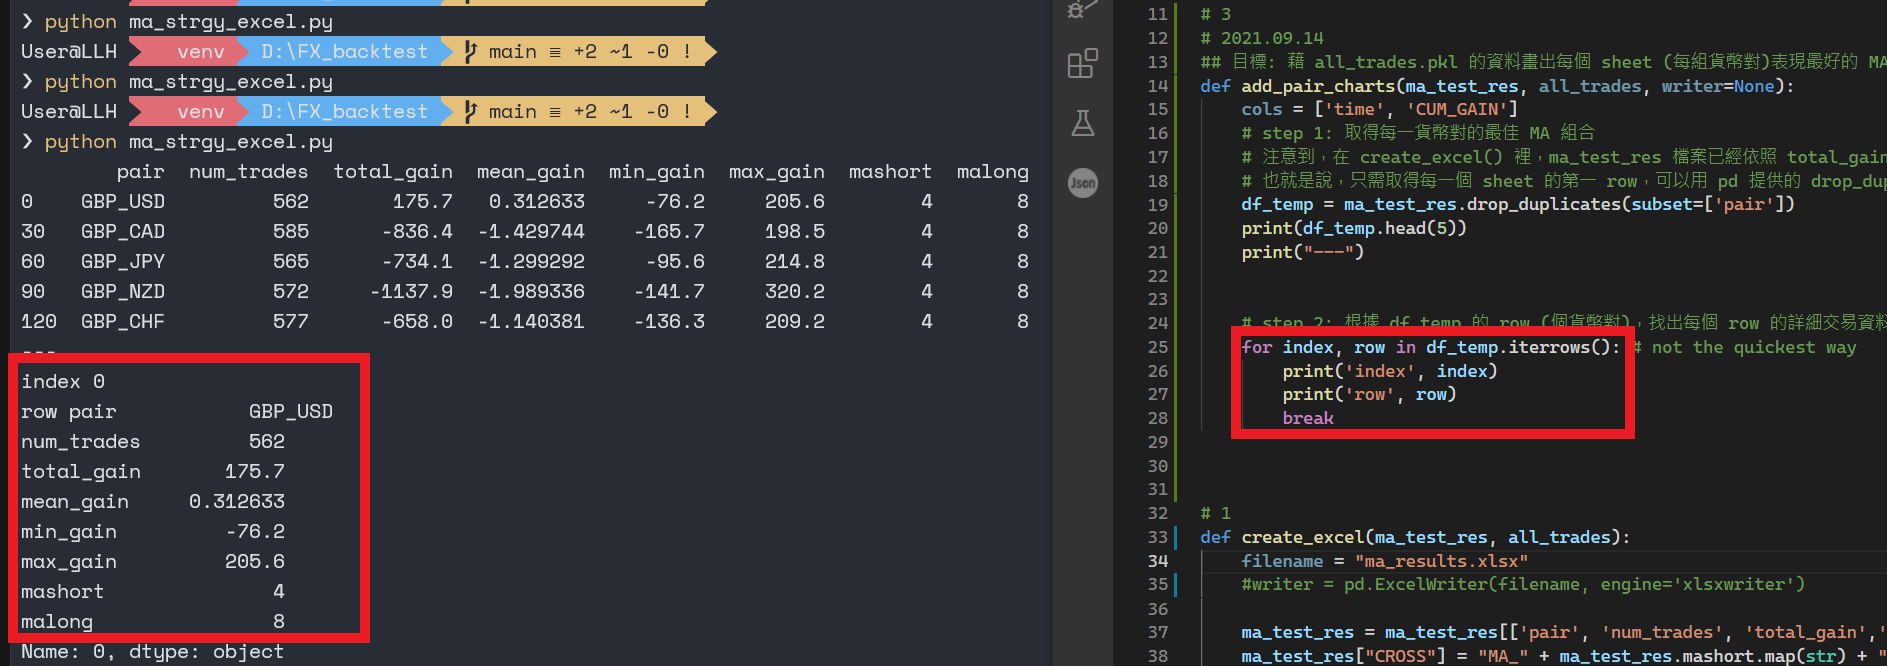 ❯ python ma_strgy_excel.py
User@LLH venv D:\FX_backtest main ≡ +2 ~1 -0 !
❯ python ma_strgy_excel.py
User@LLH venv D:\FX_backtest main ≡ +2 ~1 -0 !
❯ python ma_strgy_excel.py
pair num_trades total_gain mean_gain min_gain max_gain mashort malong
0 GBP_USD 562 175.7 0.312633 -76.2 205.6 4 8
30 GBP_CAD 585 -836.4 -1.429744 -165.7 198.5 4 8
60 GBP_JPY 565 -734.1 -1.299292 -95.6 214.8 4 8
90 GBP_NZD 572 -1137.9 -1.989336 -141.7 320.2 4 8
120 GBP_CHF 577 -658.0 -1.140381 -136.3 209.2 4 8
---
index 0
row pair GBP_USD
num_trades 562
total_gain 175.7
mean_gain 0.312633
min_gain -76.2
max_gain 205.6
mashort 4
malong 8
Name: 0, dtype: object
Json
11 # 3
12 # 2021.09.14
13 ## 目標: 藉 all_trades.pkl 的資料畫出每個 sheet (每組貨幣對)表現最好的 MA
14 def add_pair_charts(ma_test_res, all_trades, writer=None):
15 cols = ['time', 'CUM_GAIN']
16 # step 1: 取得每一貨幣對的最佳 MA 組合
17 # 注意到，在 create_excel() 裡，ma_test_res 檔案已經依照 total_gain
18 # 也就是說，只需取得每一個 sheet 的第一 row，可以用 pd 提供的 drop_dup
19 df_temp = ma_test_res.drop_duplicates(subset=['pair'])
20 print(df_temp.head(5))
21 print("---")
22
23
24 # step 2: 根據 df_temp 的 row (個貨幣對)，找出每個 row 的詳細交易資料
25 for index, row in df_temp.iterrows(): # not the quickest way
26 print('index', index)
27 print('row', row)
28 break
29
30
31
32 # 1
33 def create_excel(ma_test_res, all_trades):
34 filename = "ma_results.xlsx"
35 #writer = pd.ExcelWriter(filename, engine='xlsxwriter')
36
37 ma_test_res = ma_test_res[['pair', 'num_trades', 'total_gain','
38 ma_test_res["CROSS"] = "MA_" + ma_test_res.mashort.map(str) + "